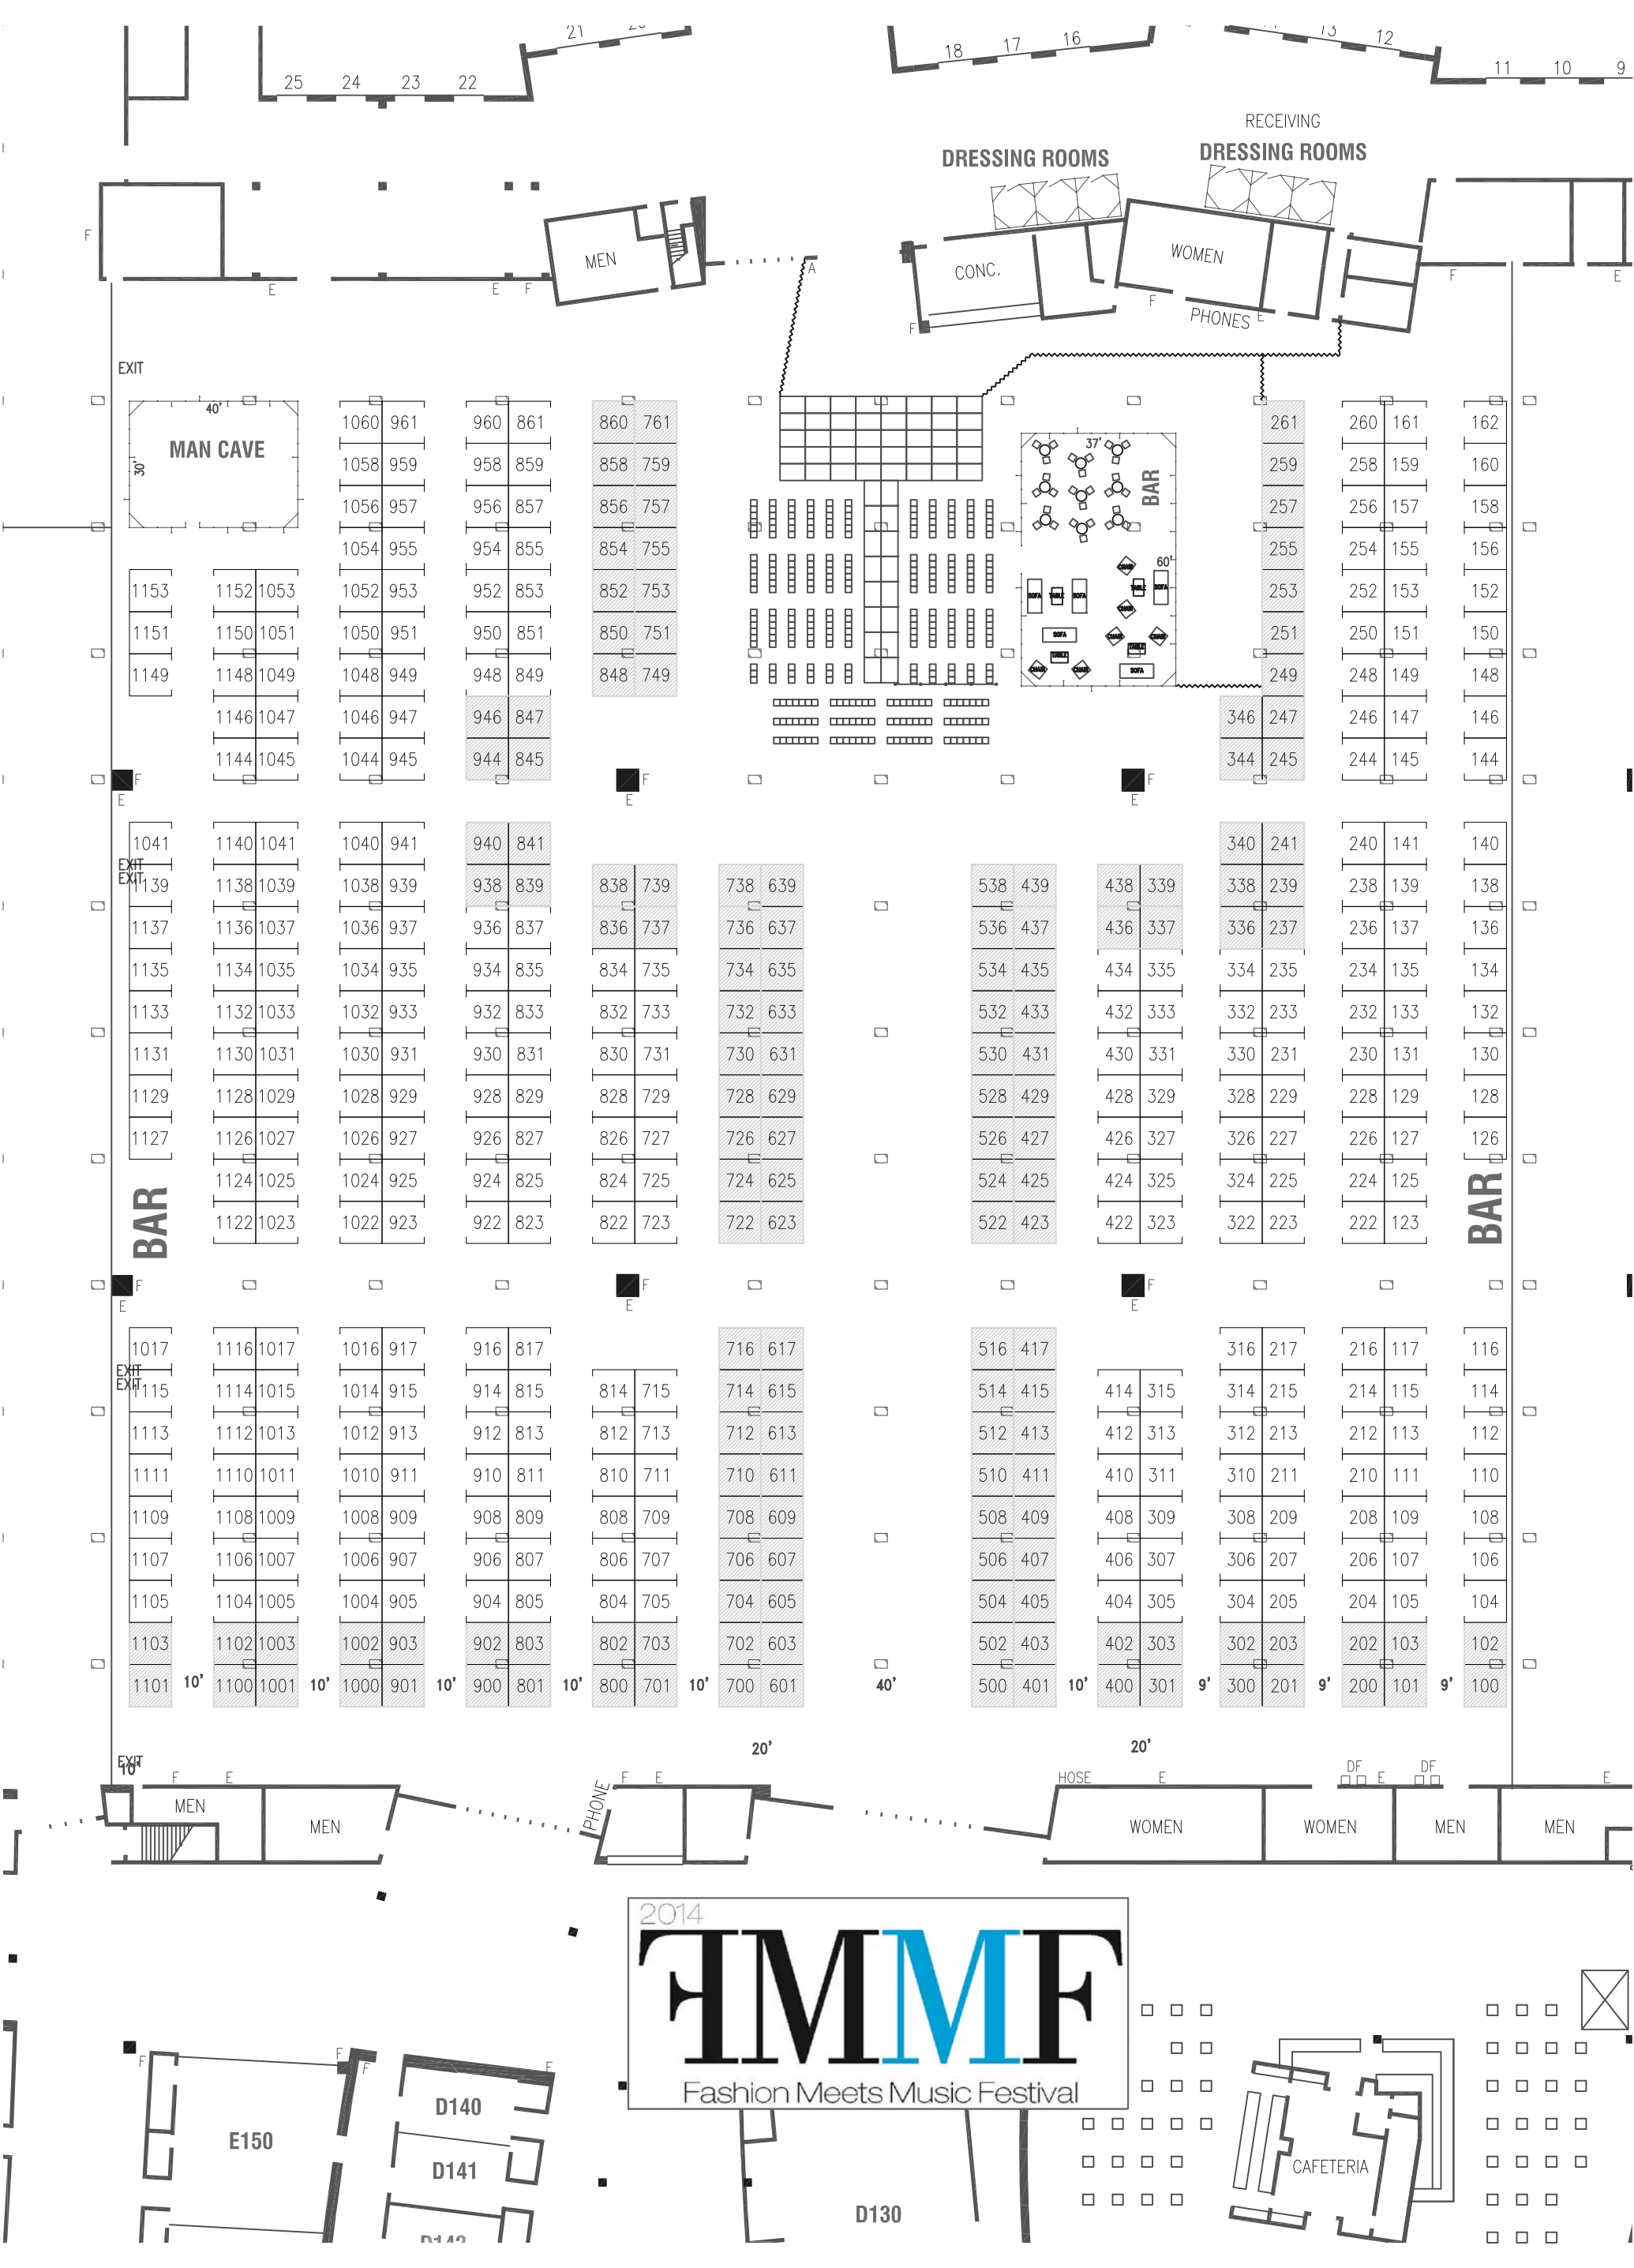 21
18 17 16
13 12
25 24 23 22
11 10 9
RECEIVING
DRESSING ROOMS DRESSING ROOMS
F
MEN
CONC.
WOMEN
A
E E F
F
F
E
F
PHONES
E
EXIT
40'
30'
MAN CAVE
37'
BAR
60'
SOFA TABLE SOFA
CHAIR
TABLE
SOFA
CHAIR
SOFA
TABLE
CHAIR
CHAIR
TABLE
CHAIR
CHAIR
SOFA
1060 961 960 861 860 761 261 260 161 162
1058 959 958 859 858 759 259 258 159 160
1056 957 956 857 856 757 257 256 157 158
1054 955 954 855 854 755 255 254 155 156
1153 1152 1053 1052 953 952 853 852 753 253 252 153 152
1151 1150 1051 1050 951 950 851 850 751 251 250 151 150
1149 1148 1049 1048 949 948 849 848 749 249 248 149 148
1146 1047 1046 947 946 847 346 247 246 147 146
1144 1045 1044 945 944 845 344 245 244 145 144
F F F
E E E
1041 1140 1041 1040 941 940 841 340 241 240 141 140
EXIT
EXIT
1139 1138 1039 1038 939 938 839 838 739 738 639 538 439 438 339 338 239 238 139 138
1137 1136 1037 1036 937 936 837 836 737 736 637 536 437 436 337 336 237 236 137 136
1135 1134 1035 1034 935 934 835 834 735 734 635 534 435 434 335 334 235 234 135 134
1133 1132 1033 1032 933 932 833 832 733 732 633 532 433 432 333 332 233 232 133 132
1131 1130 1031 1030 931 930 831 830 731 730 631 530 431 430 331 330 231 230 131 130
1129 1128 1029 1028 929 928 829 828 729 728 629 528 429 428 329 328 229 228 129 128
1127 1126 1027 1026 927 926 827 826 727 726 627 526 427 426 327 326 227 226 127 126
1124 1025 1024 925 924 825 824 725 724 625 524 425 424 325 324 225 224 125
1122 1023 1022 923 922 823 822 723 722 623 522 423 422 323 322 223 222 123
BAR BAR
F F F
E E E
1017 1116 1017 1016 917 916 817 716 617 516 417 316 217 216 117 116
EXIT
EXIT
1115 1114 1015 1014 915 914 815 814 715 714 615 514 415 414 315 314 215 214 115 114
1113 1112 1013 1012 913 912 813 812 713 712 613 512 413 412 313 312 213 212 113 112
1111 1110 1011 1010 911 910 811 810 711 710 611 510 411 410 311 310 211 210 111 110
1109 1108 1009 1008 909 908 809 808 709 708 609 508 409 408 309 308 209 208 109 108
1107 1106 1007 1006 907 906 807 806 707 706 607 506 407 406 307 306 207 206 107 106
1105 1104 1005 1004 905 904 805 804 705 704 605 504 405 404 305 304 205 204 105 104
1103 1102 1003 1002 903 902 803 802 703 702 603 502 403 402 303 302 203 202 103 102
1101 10' 1100 1001 10' 1000 901 10' 900 801 10' 800 701 10' 700 601 40' 500 401 10' 400 301 9' 300 201 9' 200 101 9' 100
20' 20'
EXIT
10'
F E F E HOSE E DF E DF E
PHONE
MEN MEN WOMEN WOMEN MEN MEN
2014
FMMF
Fashion Meets Music Festival
F F F F
D140
E150
D141
CAFETERIA
D130